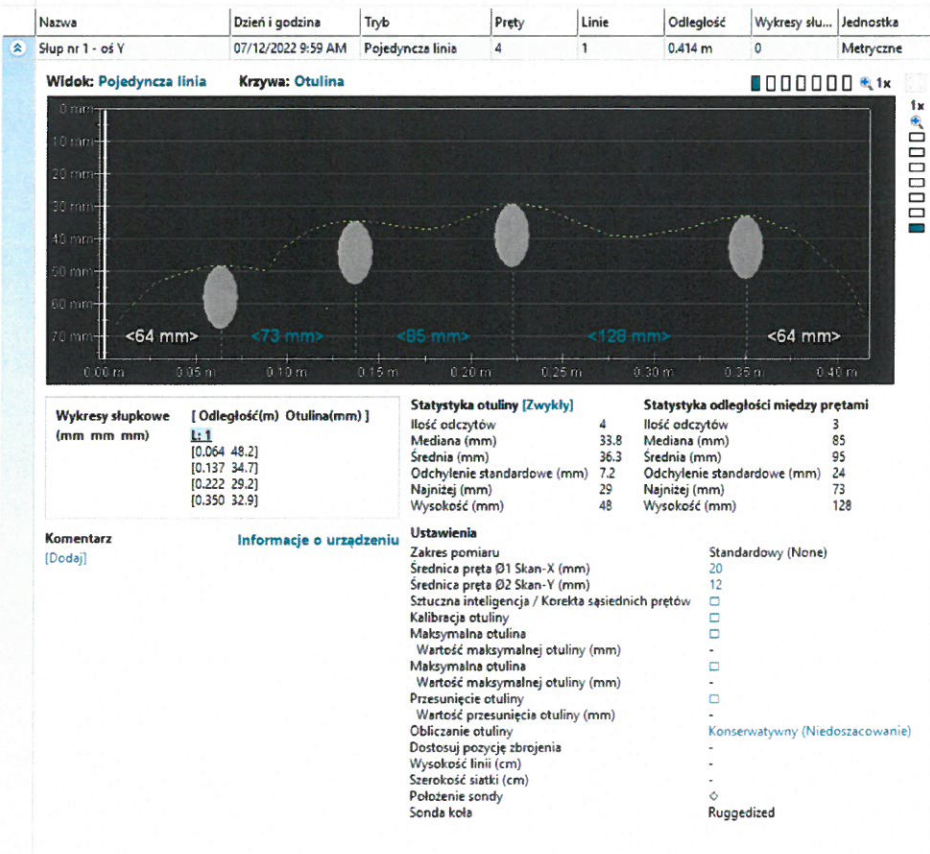 Nazwa Dzień i godzina Tryb Pręty Linie Odległość Wykresy słu... Jednostka
Słup nr 1 - oś Y 07/12/2022 9:59 AM Pojedyncza linia 4 1 0.414 m 0 Metryczne
Widok: Pojedyncza linia Krzywa: Otulina 1x
1x
0 mm
10 mm
20 mm
30 mm
40 mm
50 mm
60 mm
70 mm
<64 mm> <73 mm> <85 mm> <128 mm> <64 mm>
0.00 m 0.05 m 0.10 m 0.15 m 0.20 m 0.25 m 0.30 m 0.35 m 0.40 m
Wykresy słupkowe [ Odległość(m) Otulina(mm) ]
(mm mm mm) L: 1
[0.064 48.2]
[0.137 34.7]
[0.222 29.2]
[0.350 32.9]
Statystyka otuliny [Zwykły]
Ilość odczytów 4
Mediana (mm) 33.8
Średnia (mm) 36.3
Odchylenie standardowe (mm) 7.2
Najniżej (mm) 29
Wysokość (mm) 48
Statystyka odległości między prętami
Ilość odczytów 3
Mediana (mm) 85
Średnia (mm) 95
Odchylenie standardowe (mm) 24
Najniżej (mm) 73
Wysokość (mm) 128
Komentarz Informacje o urządzeniu
[Dodaj]
Ustawienia
Zakres pomiaru Standardowy (None)
Średnica pręta Ø1 Skan-X (mm) 20
Średnica pręta Ø2 Skan-Y (mm) 12
Sztuczna inteligencja / Korekta sąsiednich prętów
Kalibracja otuliny
Maksymalna otulina
Wartość maksymalnej otuliny (mm) -
Maksymalna otulina
Wartość maksymalnej otuliny (mm) -
Przesunięcie otuliny
Wartość przesunięcia otuliny (mm) -
Obliczanie otuliny Konserwatywny (Niedoszacowanie)
Dostosuj pozycję zbrojenia -
Wysokość linii (cm) -
Szerokość siatki (cm) -
Położenie sondy ◇
Sonda koła Ruggedized